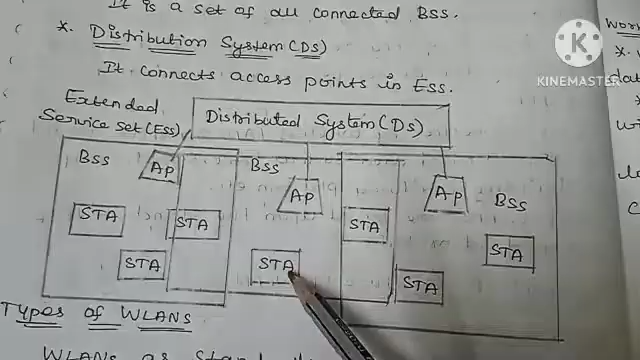 It is a set of all connected BSS.
* Distribution System (DS)
It connects access points in ESS.
Extended
Service set (ESS)
Distributed System (DS)
BSS
AP
BSS
AP
AP
BSS
STA
STA
STA
STA
STA
STA
STA
Types of WLANS
WLANS as
KINEMASTER
K